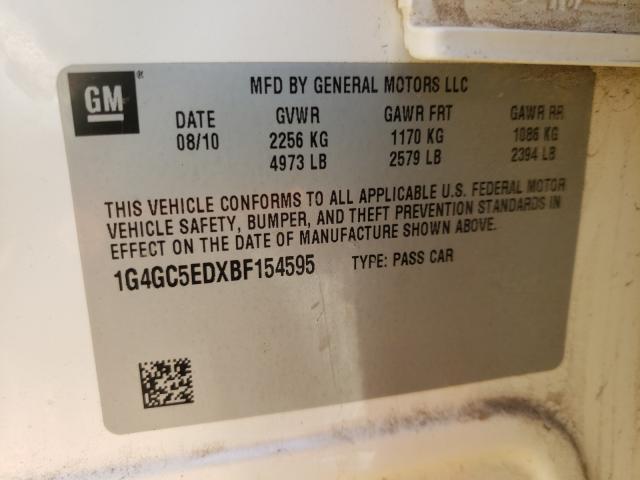 GM
MFD BY GENERAL MOTORS LLC
DATE GVWR GAWR FRT GAWR RR
08/10 2256 KG 1170 KG 1086 KG
4973 LB 2579 LB 2394 LB
THIS VEHICLE CONFORMS TO ALL APPLICABLE U.S. FEDERAL MOTOR
VEHICLE SAFETY, BUMPER, AND THEFT PREVENTION STANDARDS IN
EFFECT ON THE DATE OF MANUFACTURE SHOWN ABOVE.
1G4GC5EDXBF154595 TYPE: PASS CAR